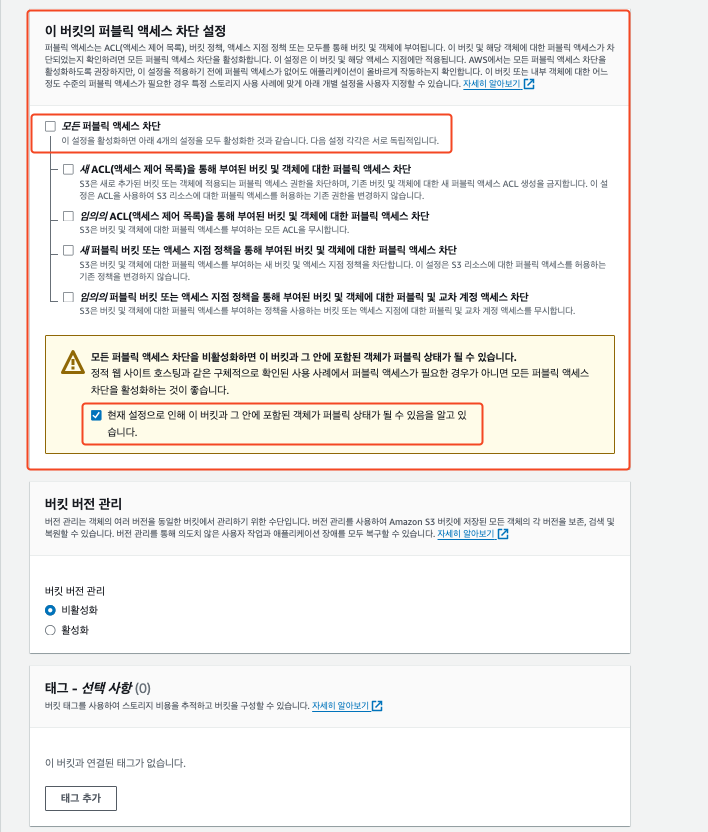 이 버킷의 퍼블릭 액세스 차단 설정
퍼블릭 액세스는 ACL(액세스 제어 목록), 버킷 정책, 액세스 지점 정책 또는 모두를 통해 버킷 및 객체에 부여됩니다. 이 버킷 및 해당 객체에 대한 퍼블릭 액세스가 차
단되었는지 확인하려면 모든 퍼블릭 액세스 차단을 활성화합니다. 이 설정은 이 버킷 및 해당 액세스 지점에만 적용됩니다. AWS에서는 모든 퍼블릭 액세스 차단을
활성화하도록 권장하지만, 이 설정을 적용하기 전에 퍼블릭 액세스가 없어도 애플리케이션이 올바르게 작동하는지 확인합니다. 이 버킷 또는 내부 객체에 대한 어느
정도 수준의 퍼블릭 액세스가 필요한 경우 특정 스토리지 사용 사례에 맞게 아래 개별 설정을 사용자 지정할 수 있습니다. 자세히 알아보기
모든 퍼블릭 액세스 차단
이 설정을 활성화하면 아래 4개의 설정을 모두 활성화한 것과 같습니다. 다음 설정 각각은 서로 독립적입니다.
새 ACL(액세스 제어 목록)을 통해 부여된 버킷 및 객체에 대한 퍼블릭 액세스 차단
S3은 새로 추가된 버킷 또는 객체에 적용되는 퍼블릭 액세스 권한을 차단하며, 기존 버킷 및 객체에 대한 새 퍼블릭 액세스 ACL 생성을 금지합니다. 이 설
정은 ACL을 사용하여 S3 리소스에 대한 퍼블릭 액세스를 허용하는 기존 권한을 변경하지 않습니다.
임의의 ACL(액세스 제어 목록)을 통해 부여된 버킷 및 객체에 대한 퍼블릭 액세스 차단
S3은 버킷 및 객체에 대한 퍼블릭 액세스를 부여하는 모든 ACL을 무시합니다.
새 퍼블릭 버킷 또는 액세스 지점 정책을 통해 부여된 버킷 및 객체에 대한 퍼블릭 액세스 차단
S3은 버킷 및 객체에 대한 퍼블릭 액세스를 부여하는 새 버킷 및 액세스 지점 정책을 차단합니다. 이 설정은 S3 리소스에 대한 퍼블릭 액세스를 허용하는
기존 정책을 변경하지 않습니다.
임의의 퍼블릭 버킷 또는 액세스 지점 정책을 통해 부여된 버킷 및 객체에 대한 퍼블릭 및 교차 계정 액세스 차단
S3은 버킷 및 객체에 대한 퍼블릭 액세스를 부여하는 정책을 사용하는 버킷 또는 액세스 지점에 대한 퍼블릭 및 교차 계정 액세스를 무시합니다.
모든 퍼블릭 액세스 차단을 비활성화하면 이 버킷과 그 안에 포함된 객체가 퍼블릭 상태가 될 수 있습니다.
정적 웹 사이트 호스팅과 같은 구체적으로 확인된 사용 사례에서 퍼블릭 액세스가 필요한 경우가 아니면 모든 퍼블릭 액세스
차단을 활성화하는 것이 좋습니다.
현재 설정으로 인해 이 버킷과 그 안에 포함된 객체가 퍼블릭 상태가 될 수 있음을 알고 있
습니다.
버킷 버전 관리
버전 관리는 객체의 여러 버전을 동일한 버킷에서 관리하기 위한 수단입니다. 버전 관리를 사용하여 Amazon S3 버킷에 저장된 모든 객체의 각 버전을 보존, 검색 및
복원할 수 있습니다. 버전 관리를 통해 의도치 않은 사용자 작업과 애플리케이션 장애를 모두 복구할 수 있습니다. 자세히 알아보기
버킷 버전 관리
비활성화
활성화
태그 - 선택 사항 (0)
버킷 태그를 사용하여 스토리지 비용을 추적하고 버킷을 구성할 수 있습니다. 자세히 알아보기
이 버킷과 연결된 태그가 없습니다.
태그 추가